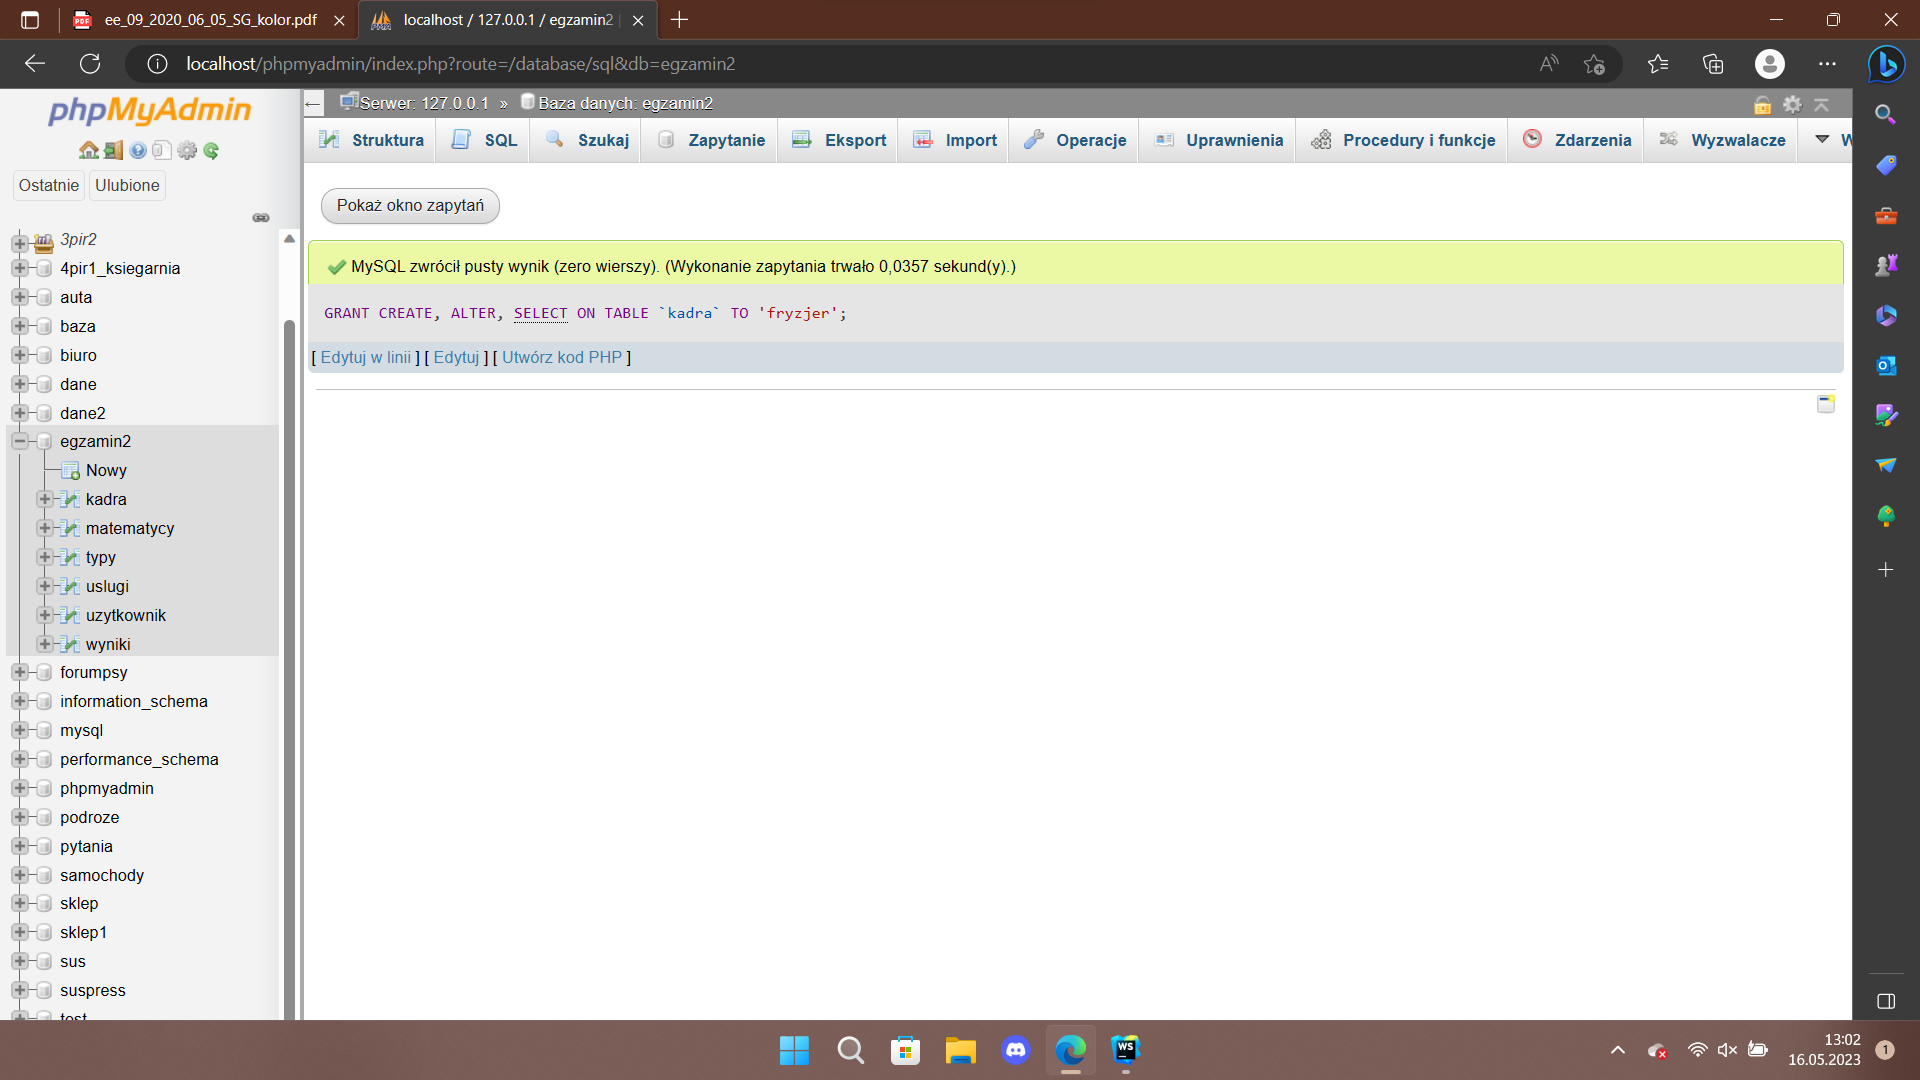 ee_09_2020_06_05_SG_kolor.pdf
localhost / 127.0.0.1 / egzamin2
localhost/phpmyadmin/index.php?route=/database/sql&db=egzamin2
phpMyAdmin
Ostatnie
Ulubione
3pir2
4pir1_ksiegarnia
auta
baza
biuro
dane
dane2
egzamin2
Nowy
kadra
matematycy
typy
uslugi
uzytkownik
wyniki
forumpsy
information_schema
mysql
performance_schema
phpmyadmin
podroze
pytania
samochody
sklep
sklep1
sus
suspress
test
Serwer: 127.0.0.1 » Baza danych: egzamin2
Struktura
SQL
Szukaj
Zapytanie
Eksport
Import
Operacje
Uprawnienia
Procedury i funkcje
Zdarzenia
Wyzwalacze
Pokaż okno zapytań
MySQL zwrócił pusty wynik (zero wierszy). (Wykonanie zapytania trwało 0,0357 sekund(y).)
GRANT CREATE, ALTER, SELECT ON TABLE `kadra` TO 'fryzjer';
[ Edytuj w linii ] [ Edytuj ] [ Utwórz kod PHP ]
WS
13:02
16.05.2023
1